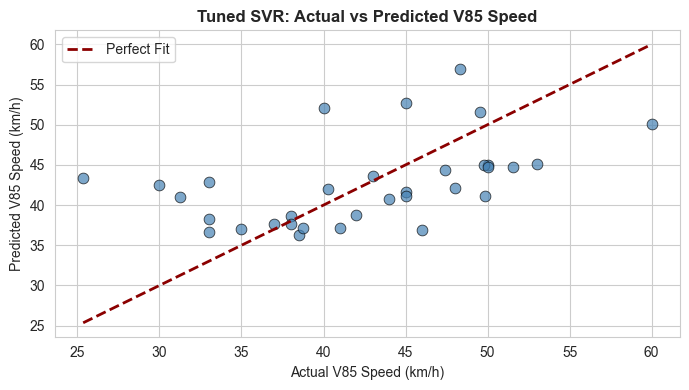 Tuned SVR: Actual vs Predicted V85 Speed
Perfect Fit
Predicted V85 Speed (km/h)
60
55
50
45
40
35
30
25
25 30 35 40 45 50 55 60
Actual V85 Speed (km/h)